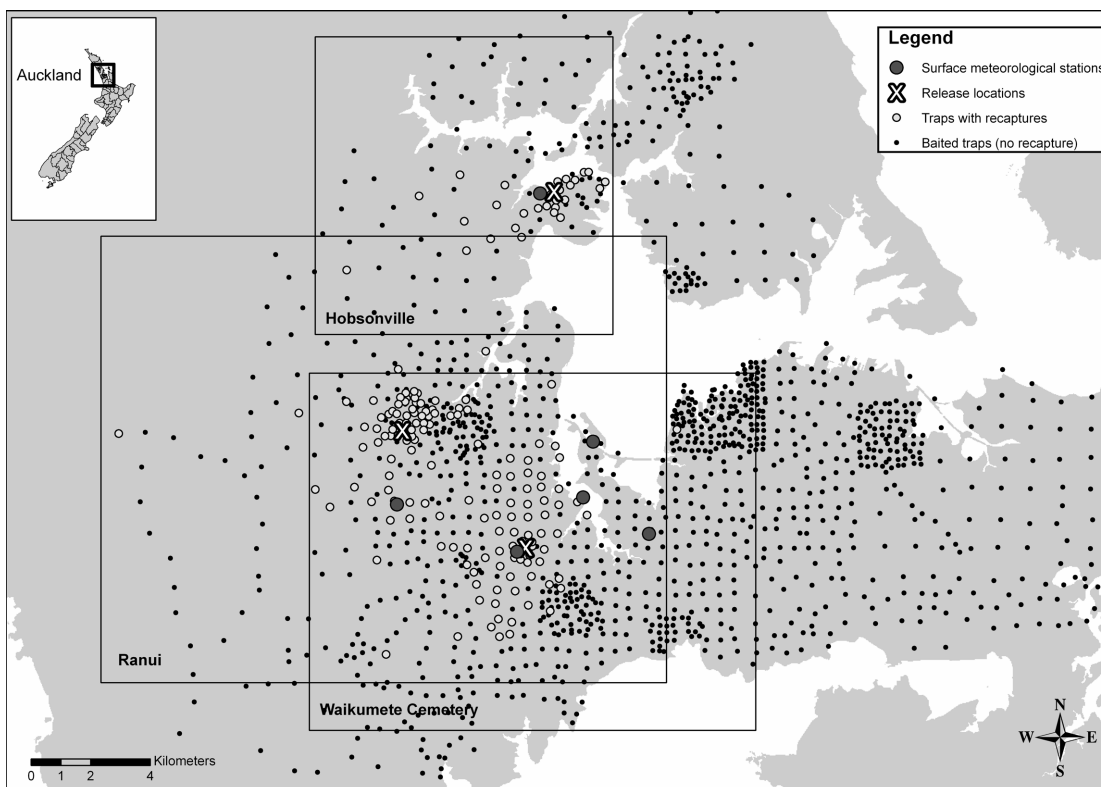 Auckland
Legend
Surface meteorological stations
Release locations
Traps with recaptures
Baited traps (no recapture)
Hobsonville
Ranui
Waikumete Cemetery
N
W E
S
Kilometers
0 1 2 4